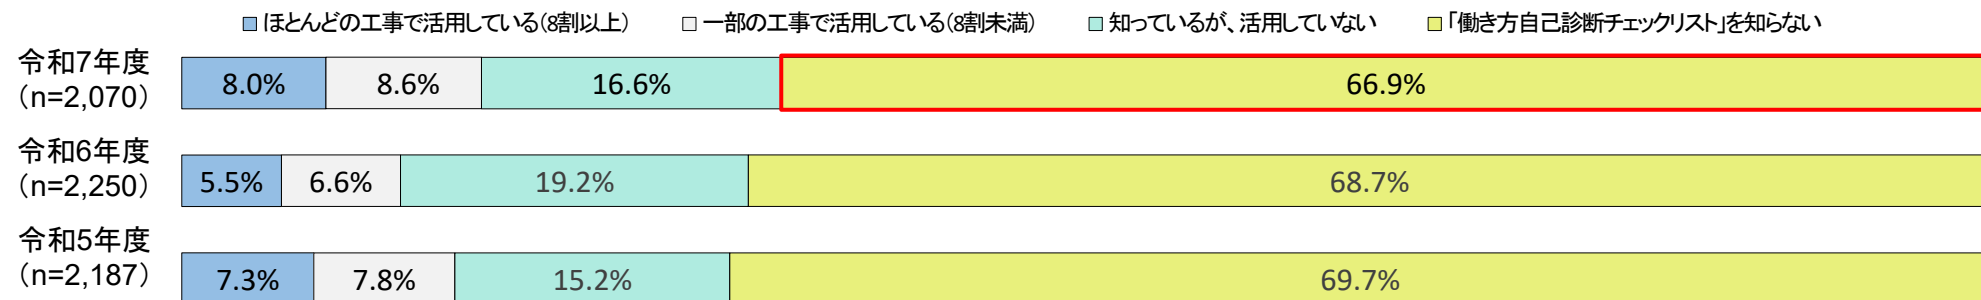 ほとんどの工事で活用している(8割以上) 一部の工事で活用している(8割未満) 知っているが、活用していない 「働き方自己診断チェックリスト」を知らない
令和7年度
(n=2,070)
8.0% 8.6% 16.6% 66.9%
令和6年度
(n=2,250)
5.5% 6.6% 19.2% 68.7%
令和5年度
(n=2,187)
7.3% 7.8% 15.2% 69.7%